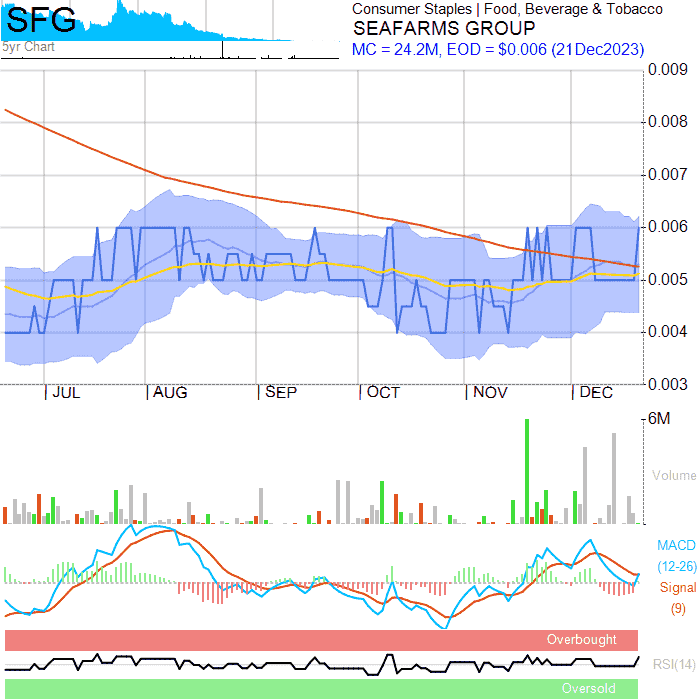 SFG
5yr Chart
Consumer Staples | Food, Beverage & Tobacco
SEAFARMS GROUP
MC = 24.2M, EOD = $0.006 (21Dec2023)
0.009
0.008
0.007
0.006
0.005
0.004
0.003
JUL AUG SEP OCT NOV DEC
6M
Volume
MACD
(12-26)
Signal
(9)
Overbought
RSI(14)
Oversold